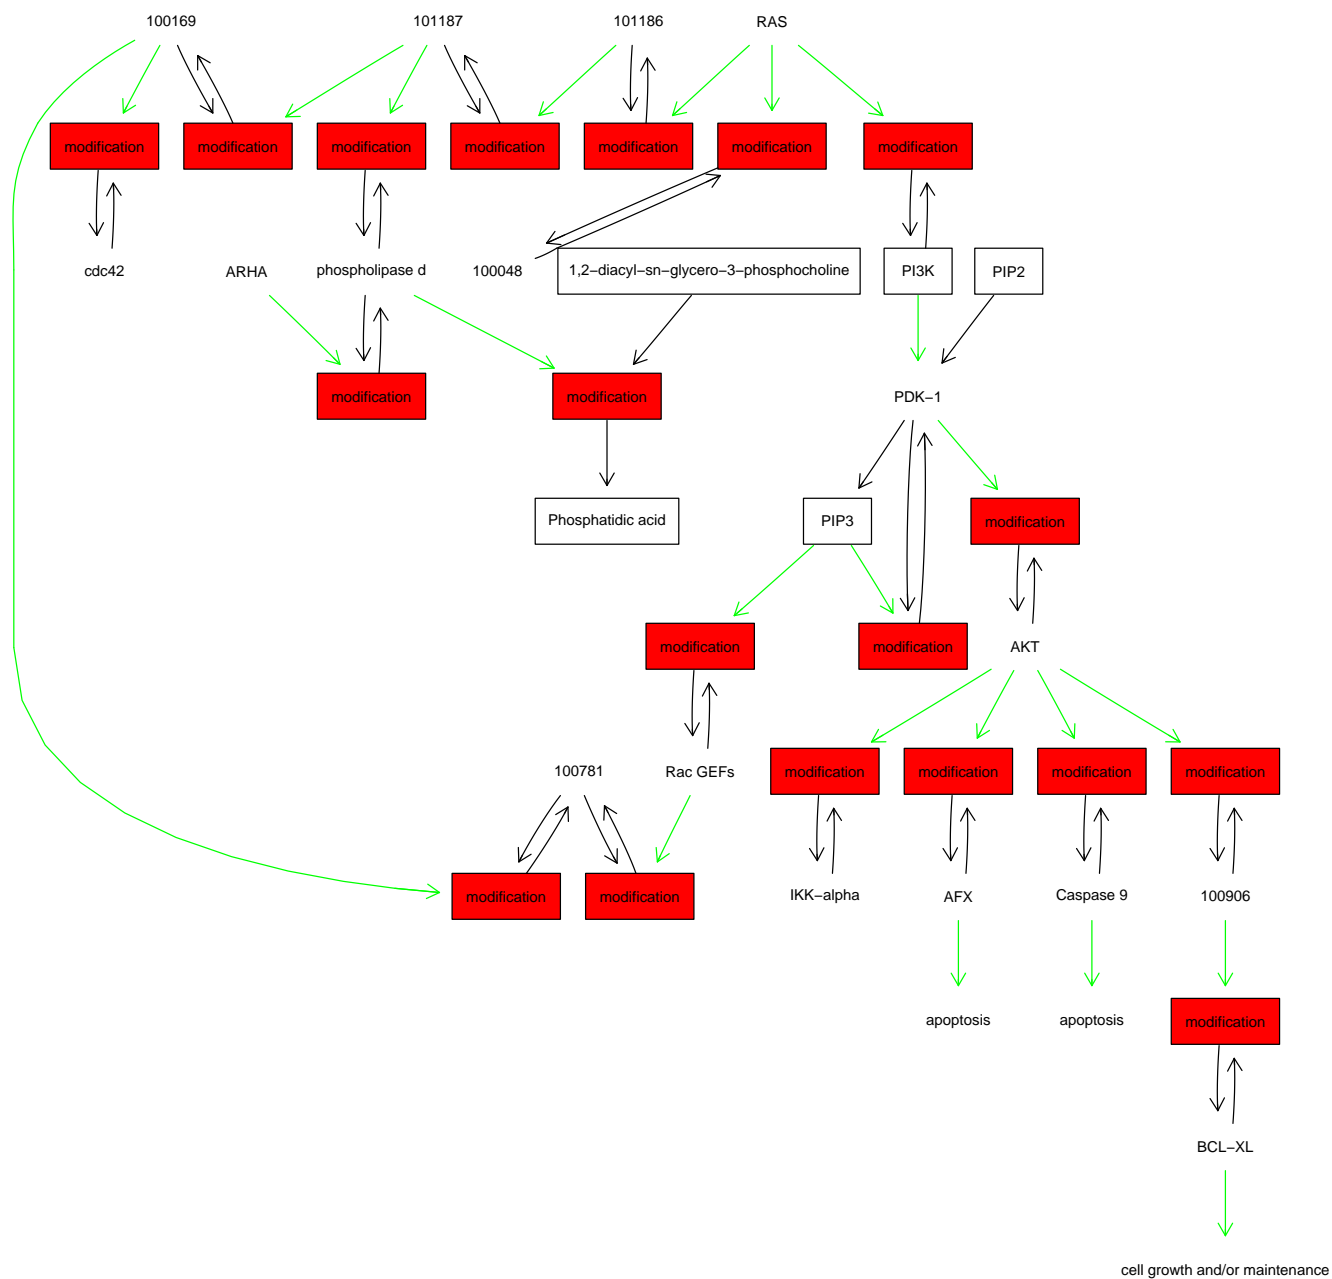 100169
101187
101186
RAS
modification
modification
modification
modification
modification
modification
modification
cdc42
ARHA
phospholipase d
100048
1,2−diacyl−sn−glycero−3−phosphocholine
PI3K
PIP2
modification
modification
PDK−1
Phosphatidic acid
PIP3
modification
modification
modification
AKT
100781
Rac GEFs
modification
modification
modification
modification
modification
modification
IKK−alpha
AFX
Caspase 9
100906
apoptosis
apoptosis
modification
BCL−XL
cell growth and/or maintenance